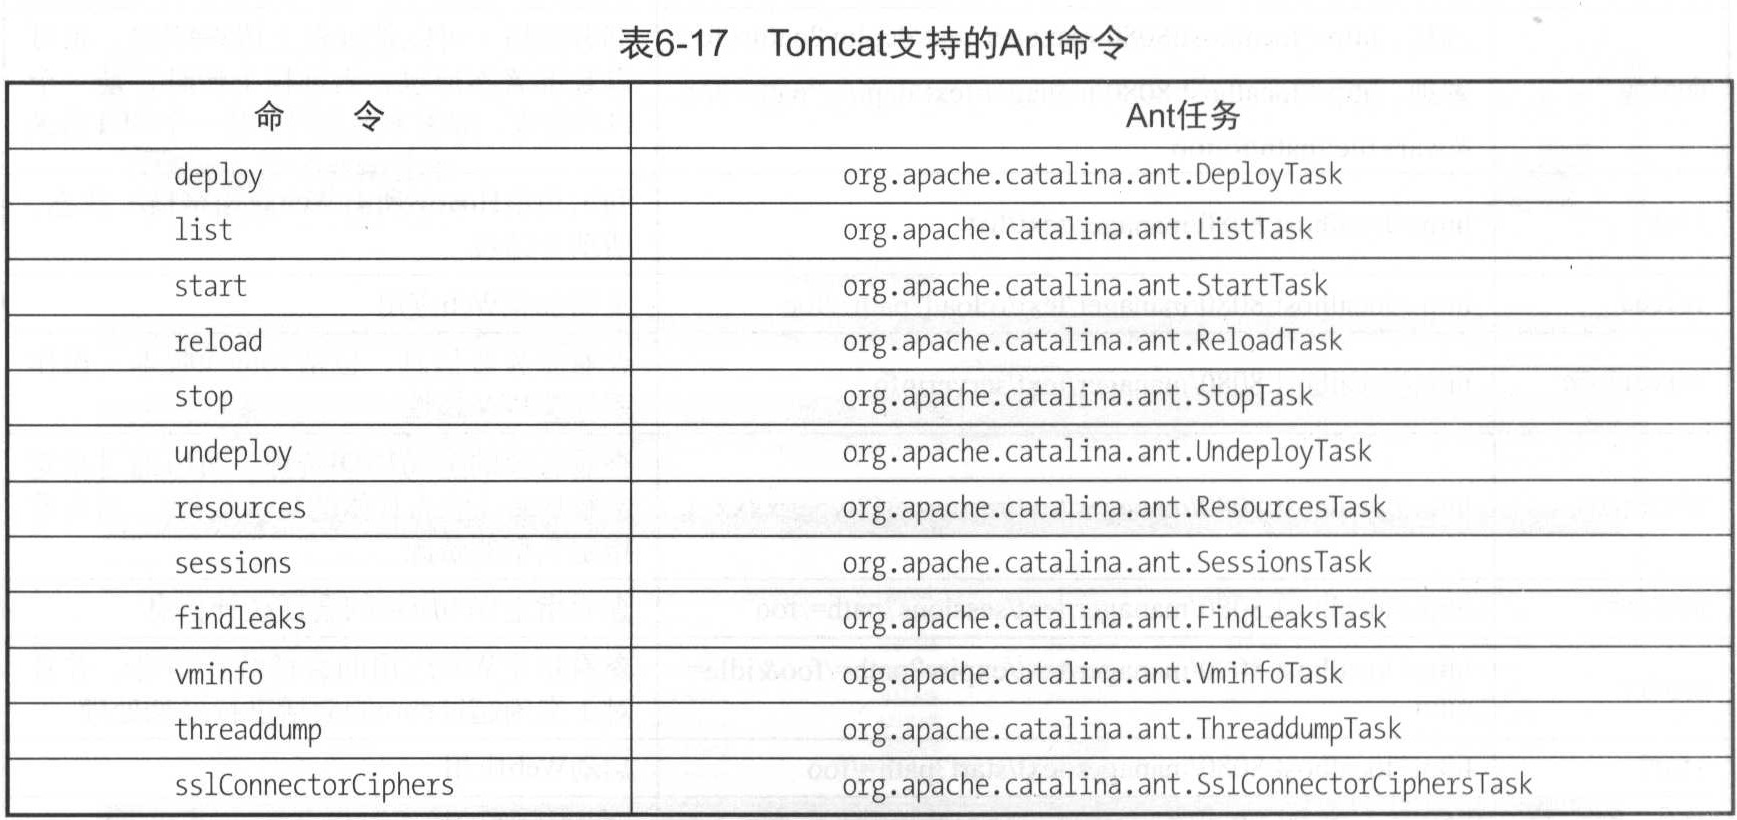 表6-17 Tomcat支持的Ant命令
命 令 Ant任务
deploy org.apache.catalina.ant.DeployTask
list org.apache.catalina.ant.ListTask
start org.apache.catalina.ant.StartTask
reload org.apache.catalina.ant.ReloadTask
stop org.apache.catalina.ant.StopTask
undeploy org.apache.catalina.ant.UndeployTask
resources org.apache.catalina.ant.ResourcesTask
sessions org.apache.catalina.ant.SessionsTask
findleaks org.apache.catalina.ant.FindLeaksTask
vminfo org.apache.catalina.ant.VminfoTask
threaddump org.apache.catalina.ant.ThreaddumpTask
sslConnectorCiphers org.apache.catalina.ant.SslConnectorCiphersTask